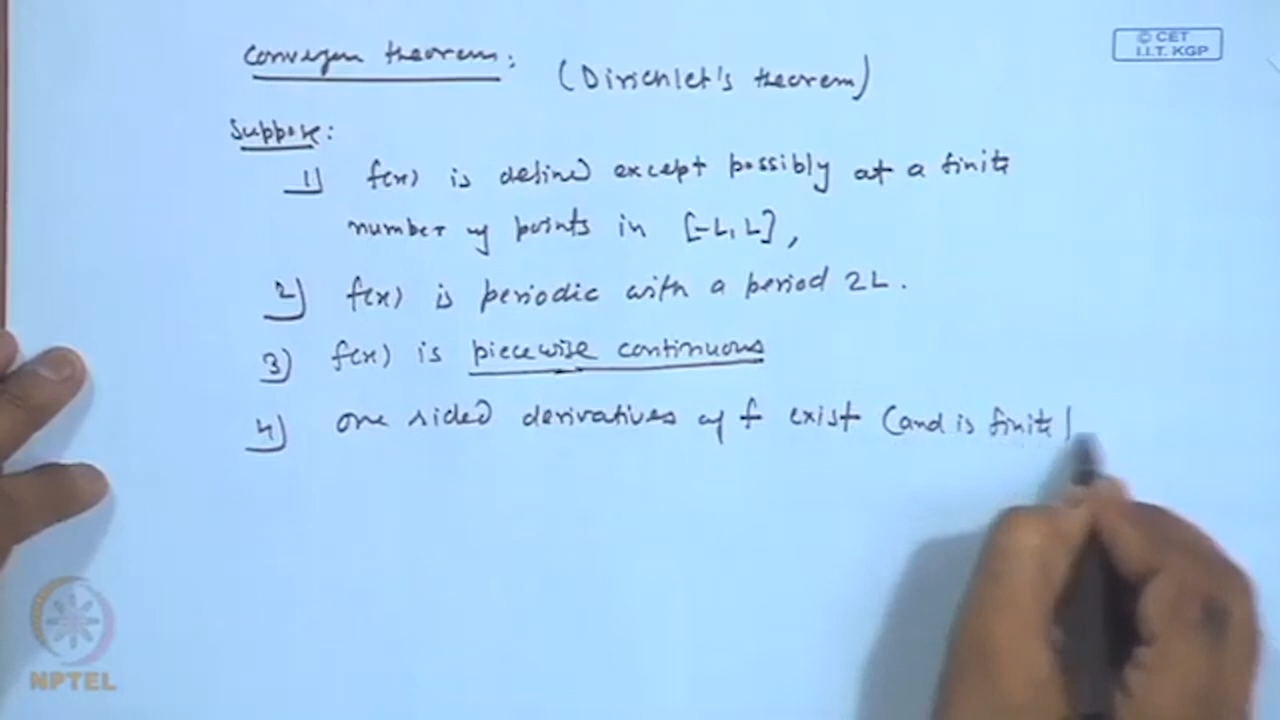 Convergen theorem: (Dirichlet's theorem)
© CET
I.I.T. KGP
Suppose:
1) f(x) is defined except possibly at a finite
number of points in [-L, L],
2) f(x) is periodic with a period 2L.
3) f(x) is piecewise continuous
4) one sided derivatives of f exist (and is finite)
NPTEL